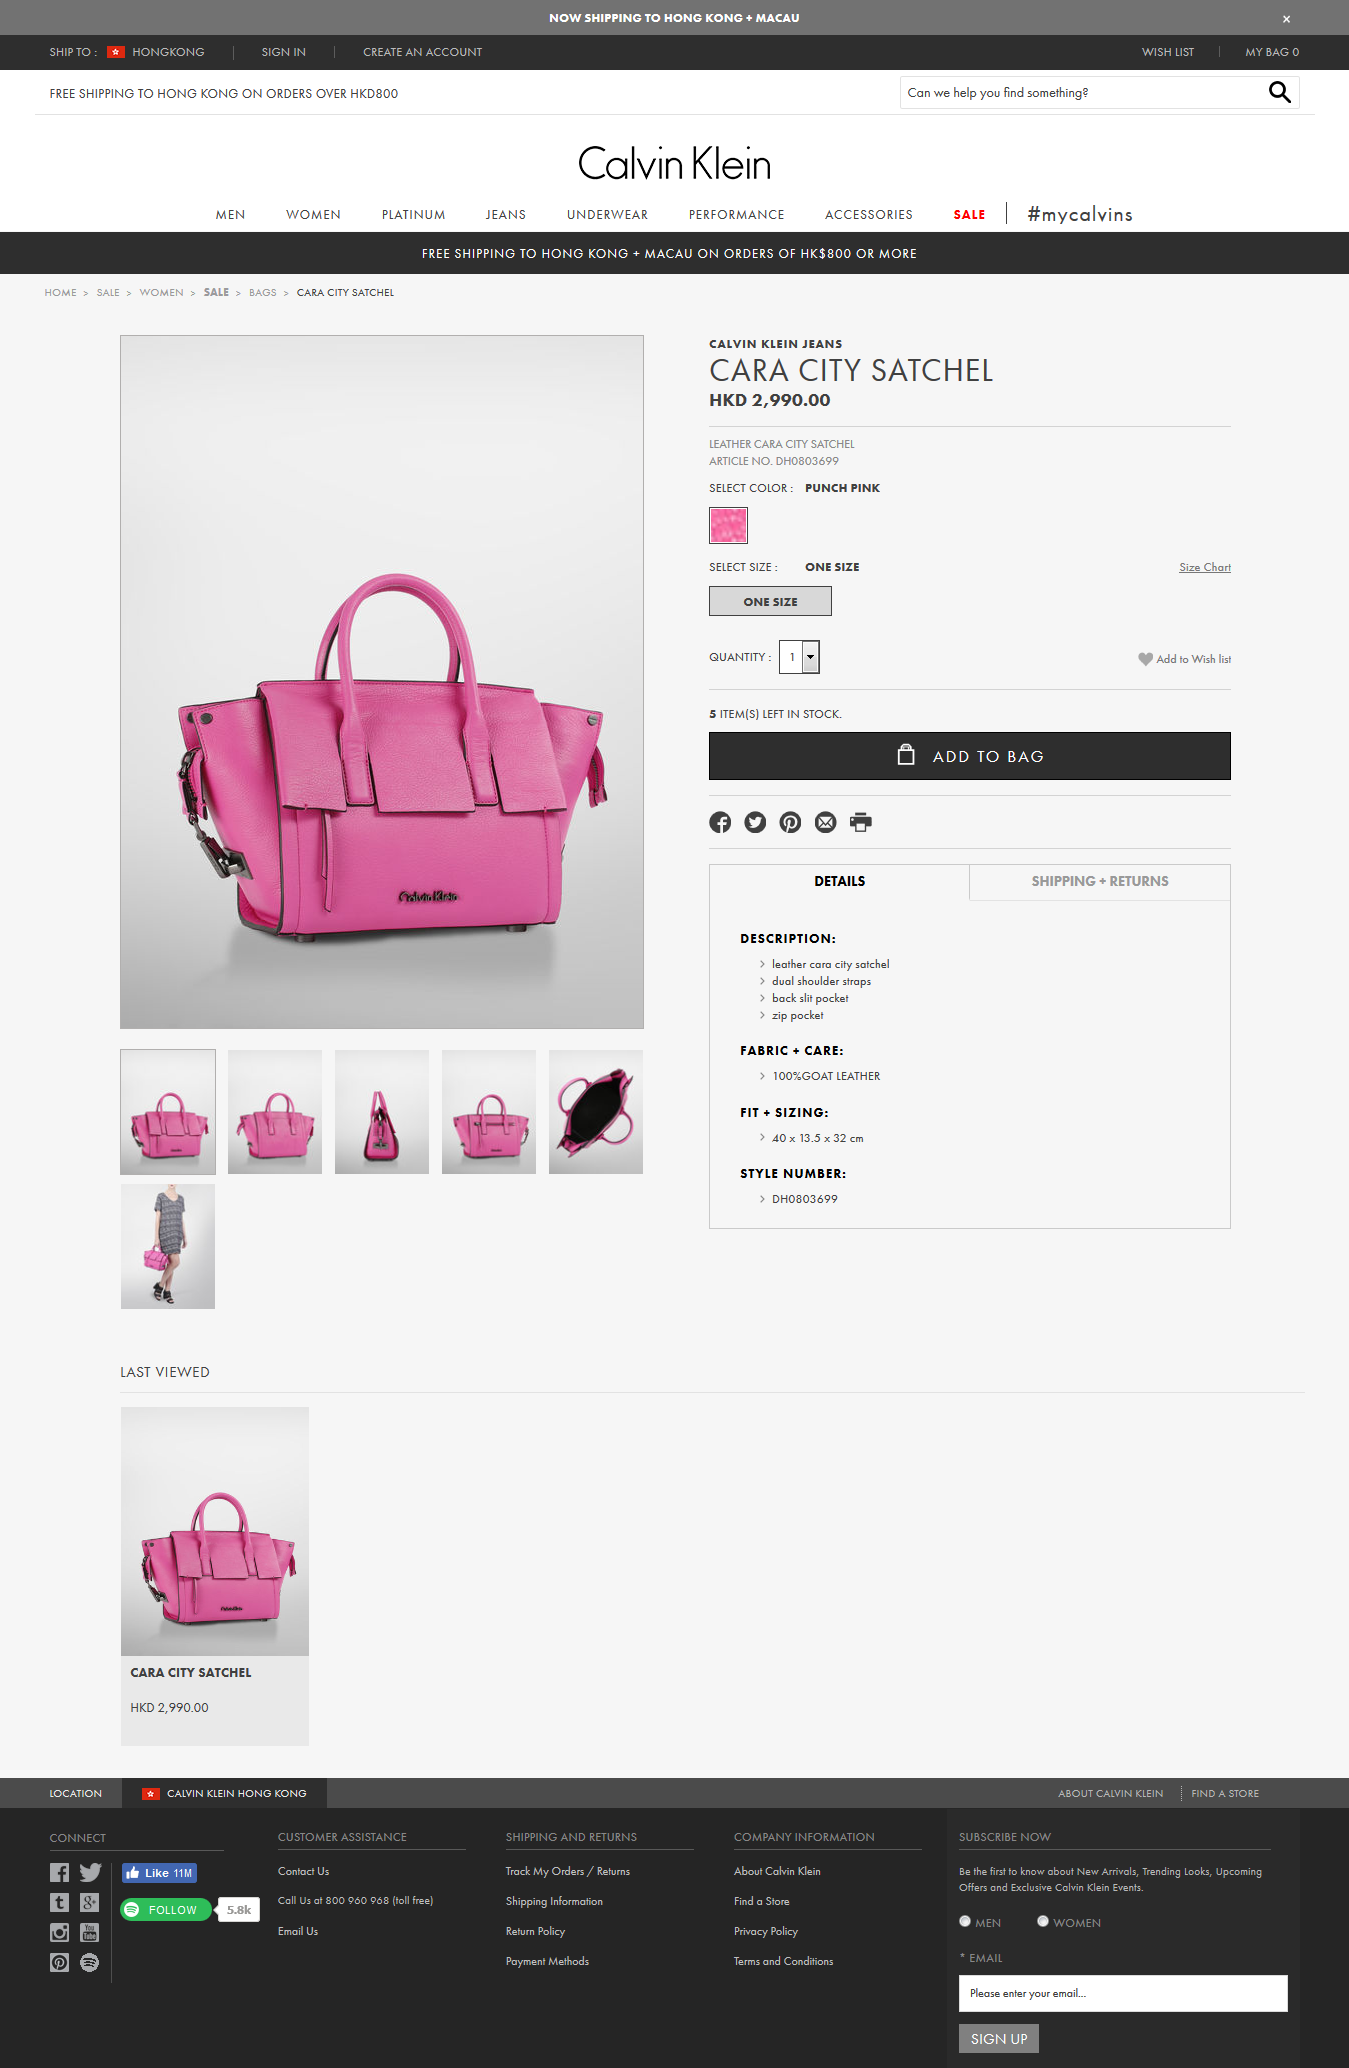 NOW SHIPPING TO HONG KONG + MACAU
×
SHIP TO : HONGKONG
SIGN IN
CREATE AN ACCOUNT
WISH LIST
MY BAG 0
FREE SHIPPING TO HONG KONG ON ORDERS OVER HKD800
Can we help you find something?
Calvin Klein
MEN WOMEN PLATINUM JEANS UNDERWEAR PERFORMANCE ACCESSORIES SALE #mycalvins
FREE SHIPPING TO HONG KONG + MACAU ON ORDERS OF HK$800 OR MORE
HOME > SALE > WOMEN > SALE > BAGS > CARA CITY SATCHEL
CALVIN KLEIN JEANS
CARA CITY SATCHEL
HKD 2,990.00
LEATHER CARA CITY SATCHEL
ARTICLE NO. DH0803699
SELECT COLOR : PUNCH PINK
SELECT SIZE : ONE SIZE
Size Chart
ONE SIZE
QUANTITY : 1
Add to Wish list
5 ITEM(S) LEFT IN STOCK.
ADD TO BAG
DETAILS
SHIPPING + RETURNS
DESCRIPTION:
> leather cara city satchel
> dual shoulder straps
> back slit pocket
> zip pocket
FABRIC + CARE:
> 100%GOAT LEATHER
FIT + SIZING:
> 40 x 13.5 x 32 cm
STYLE NUMBER:
> DH0803699
Calvin Klein
LAST VIEWED
CARA CITY SATCHEL
HKD 2,990.00
LOCATION
CALVIN KLEIN HONG KONG
ABOUT CALVIN KLEIN
FIND A STORE
CONNECT
Like 11M
FOLLOW 5.8k
CUSTOMER ASSISTANCE
Contact Us
Call Us at 800 960 968 (toll free)
Email Us
SHIPPING AND RETURNS
Track My Orders / Returns
Shipping Information
Return Policy
Payment Methods
COMPANY INFORMATION
About Calvin Klein
Find a Store
Privacy Policy
Terms and Conditions
SUBSCRIBE NOW
Be the first to know about New Arrivals, Trending Looks, Upcoming
Offers and Exclusive Calvin Klein Events.
MEN WOMEN
* EMAIL
Please enter your email...
SIGN UP